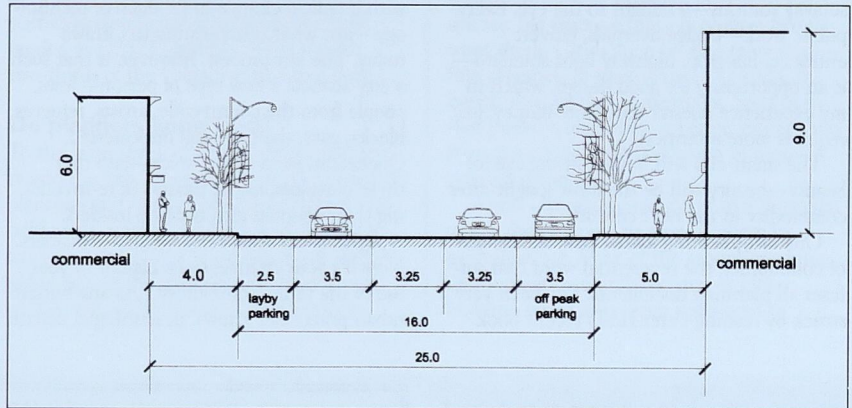 6.0
9.0
commercial
commercial
4.0 2.5 3.5 3.25 3.25 3.5 5.0
layby
parking
off peak
parking
16.0
25.0